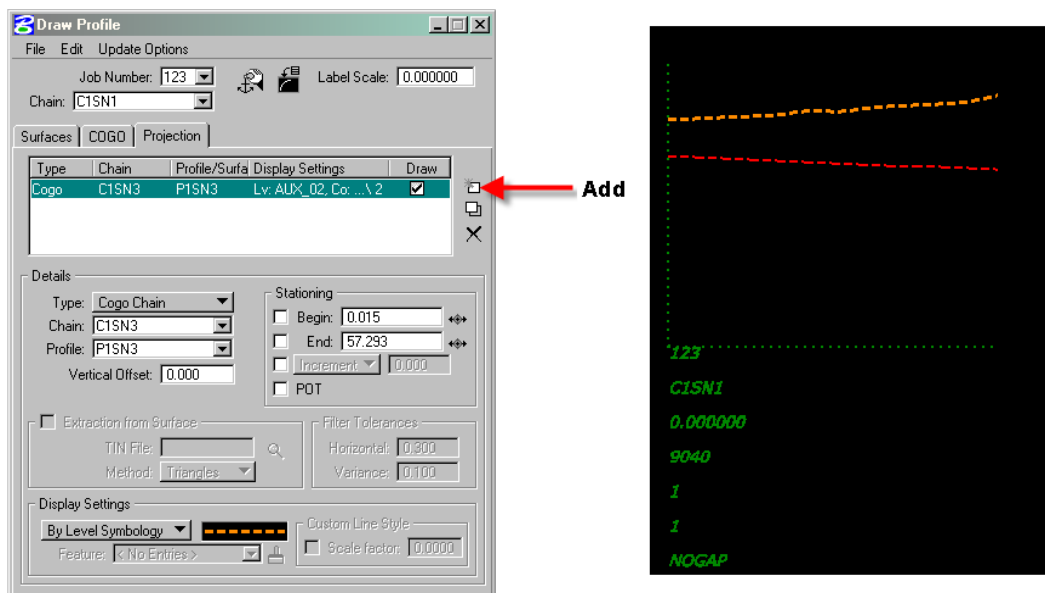 Draw Profile
File Edit Update Options
Job Number: 123 Label Scale: 0.000000
Chain: C1SN1
Surfaces COGO Projection
Type Chain Profile/Surfa Display Settings Draw
Cogo C1SN3 P1SN3 Lv: AUX_02, Co: ...\ 2
Add
Details
Type: Cogo Chain
Chain: C1SN3
Profile: P1SN3
Vertical Offset: 0.000
Stationing
Begin: 0.015
End: 57.293
Increment 0.000
POT
Extraction from Surface
TIN File:
Method: Triangles
Filter Tolerances
Horizontal: 0.300
Variance: 0.100
Display Settings
By Level Symbology
Feature: < No Entries >
Custom Line Style
Scale factor: 0.0000
123
C1SN1
0.000000
9040
1
1
NOGAP